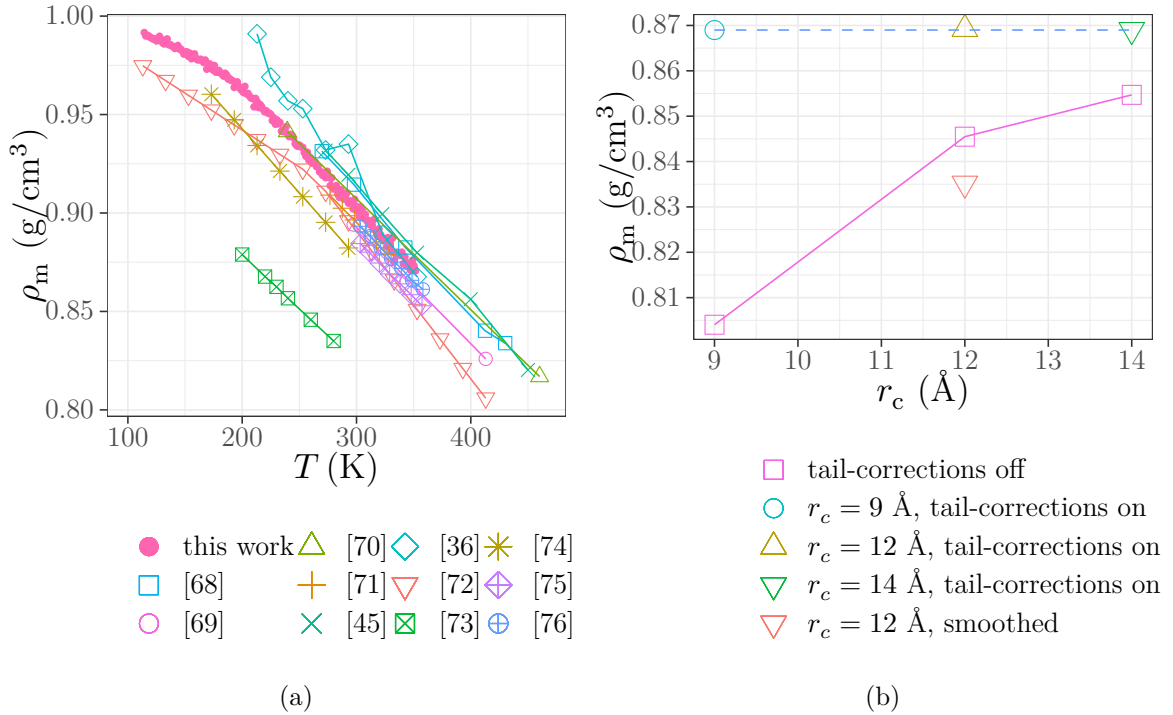 1.00
0.95
0.90
0.85
0.80
ρm (g/cm³)
100 200 300 400
T (K)
this work [70] [36] [74]
[68] [71] [72] [75]
[69] [45] [73] [76]
(a)
0.87
0.86
0.85
0.84
0.83
0.82
0.81
ρm (g/cm³)
9 10 11 12 13 14
rc (Å)
tail-corrections off
rc = 9 Å, tail-corrections on
rc = 12 Å, tail-corrections on
rc = 14 Å, tail-corrections on
rc = 12 Å, smoothed
(b)